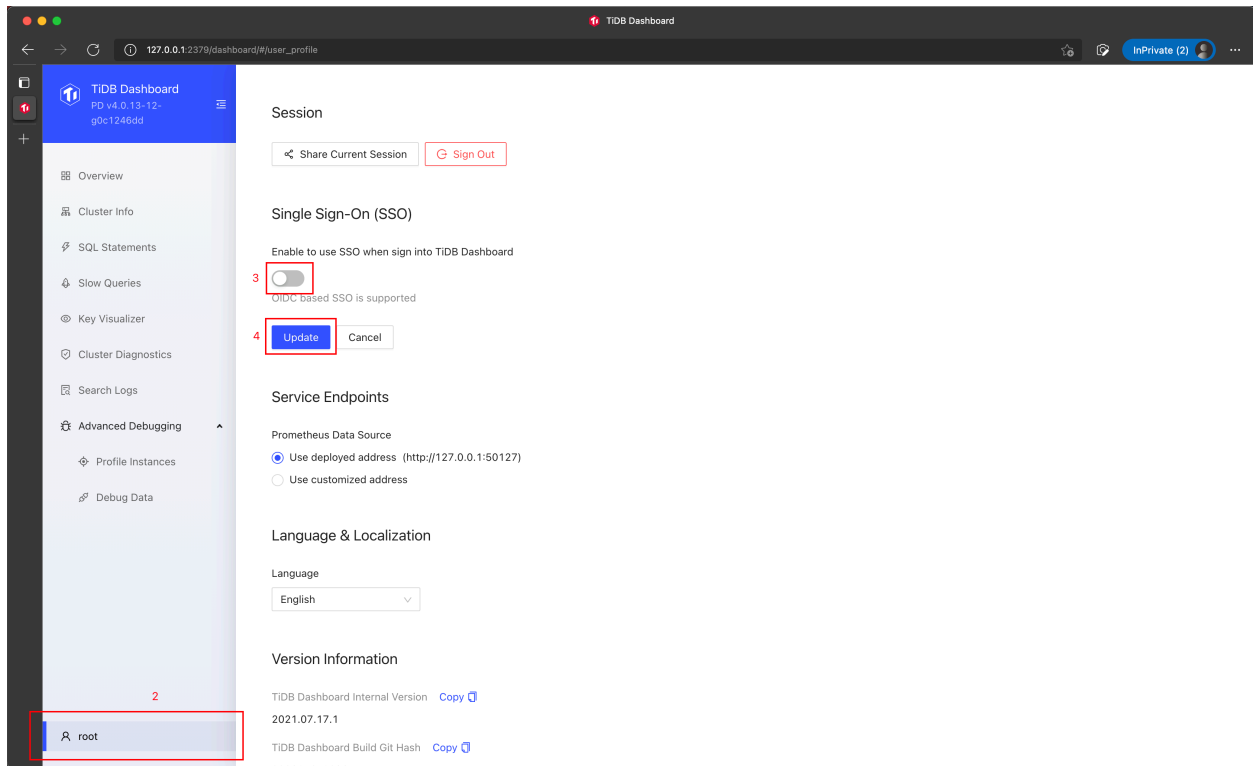 TiDB Dashboard
127.0.0.1:2379/dashboard/#/user_profile
InPrivate (2)
TiDB Dashboard
PD v4.0.13-12-
g0c1246dd
Overview
Cluster Info
SQL Statements
Slow Queries
Key Visualizer
Cluster Diagnostics
Search Logs
Advanced Debugging
Profile Instances
Debug Data
2
root
Session
Share Current Session
Sign Out
Single Sign-On (SSO)
Enable to use SSO when sign into TiDB Dashboard
3
OIDC based SSO is supported
4
Update
Cancel
Service Endpoints
Prometheus Data Source
Use deployed address (http://127.0.0.1:50127)
Use customized address
Language & Localization
Language
English
Version Information
TiDB Dashboard Internal Version Copy
2021.07.17.1
TiDB Dashboard Build Git Hash Copy